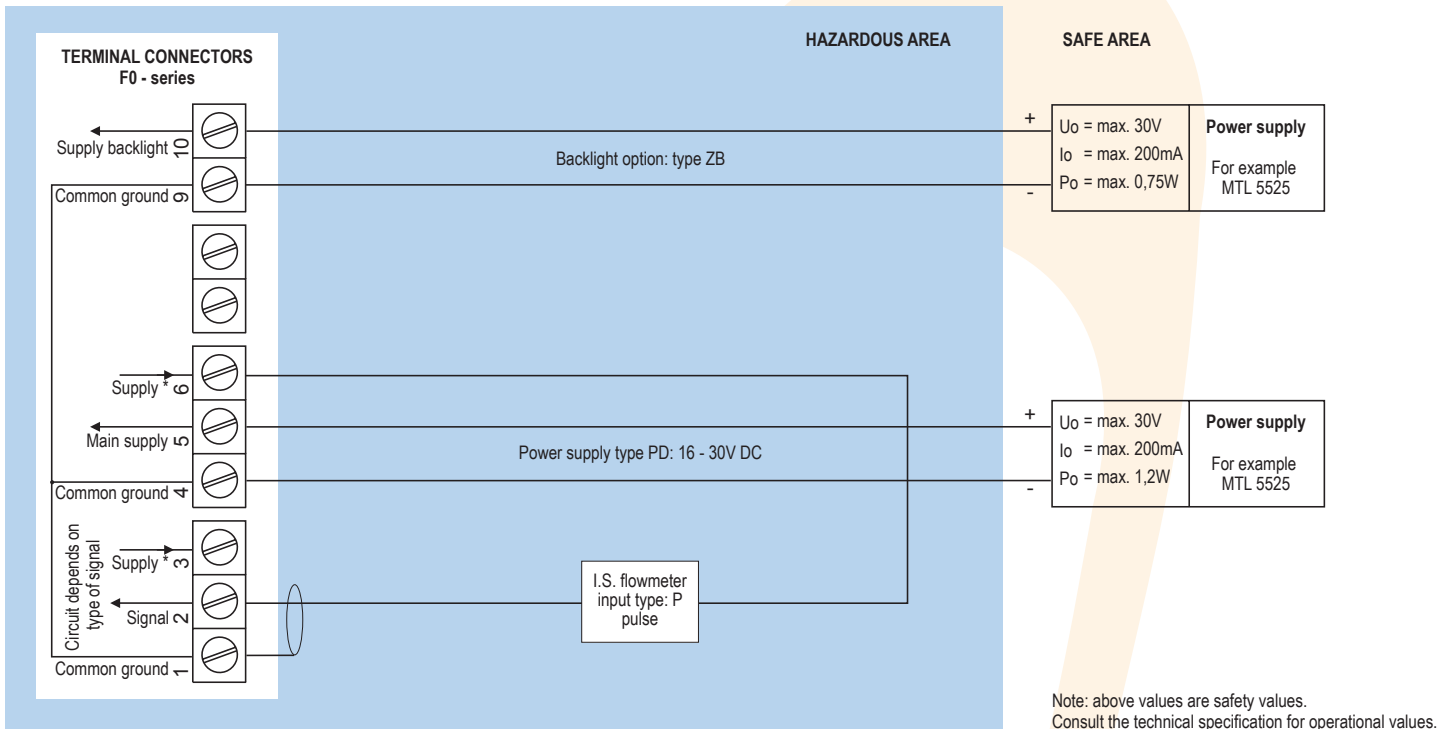 HAZARDOUS AREA
SAFE AREA
TERMINAL CONNECTORS
F0 - series
Supply backlight 10
Common ground 9
Backlight option: type ZB
+
-
Uo = max. 30V
Io = max. 200mA
Po = max. 0,75W
Power supply
For example
MTL 5525
Supply * 6
Main supply 5
Common ground 4
Power supply type PD: 16 - 30V DC
+
-
Uo = max. 30V
Io = max. 200mA
Po = max. 1,2W
Power supply
For example
MTL 5525
Circuit depends on
type of signal
Supply * 3
Signal 2
Common ground 1
I.S. flowmeter
input type: P
pulse
Note: above values are safety values.
Consult the technical specification for operational values.